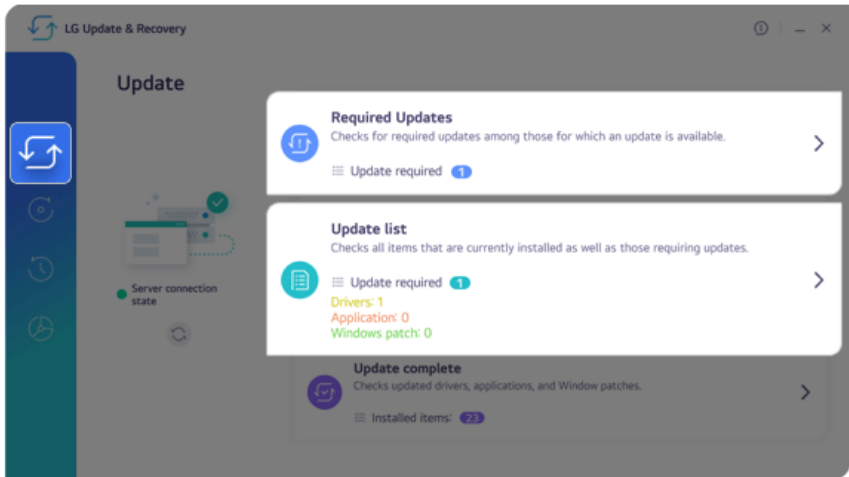 LG Update & Recovery
Update
Required Updates
Checks for required updates among those for which an update is available.
Update required 1
Update list
Checks all items that are currently installed as well as those requiring updates.
Update required 1
Drivers: 1
Application: 0
Windows patch: 0
Server connection
state
Update complete
Checks updated drivers, applications, and Window patches.
Installed items: 23